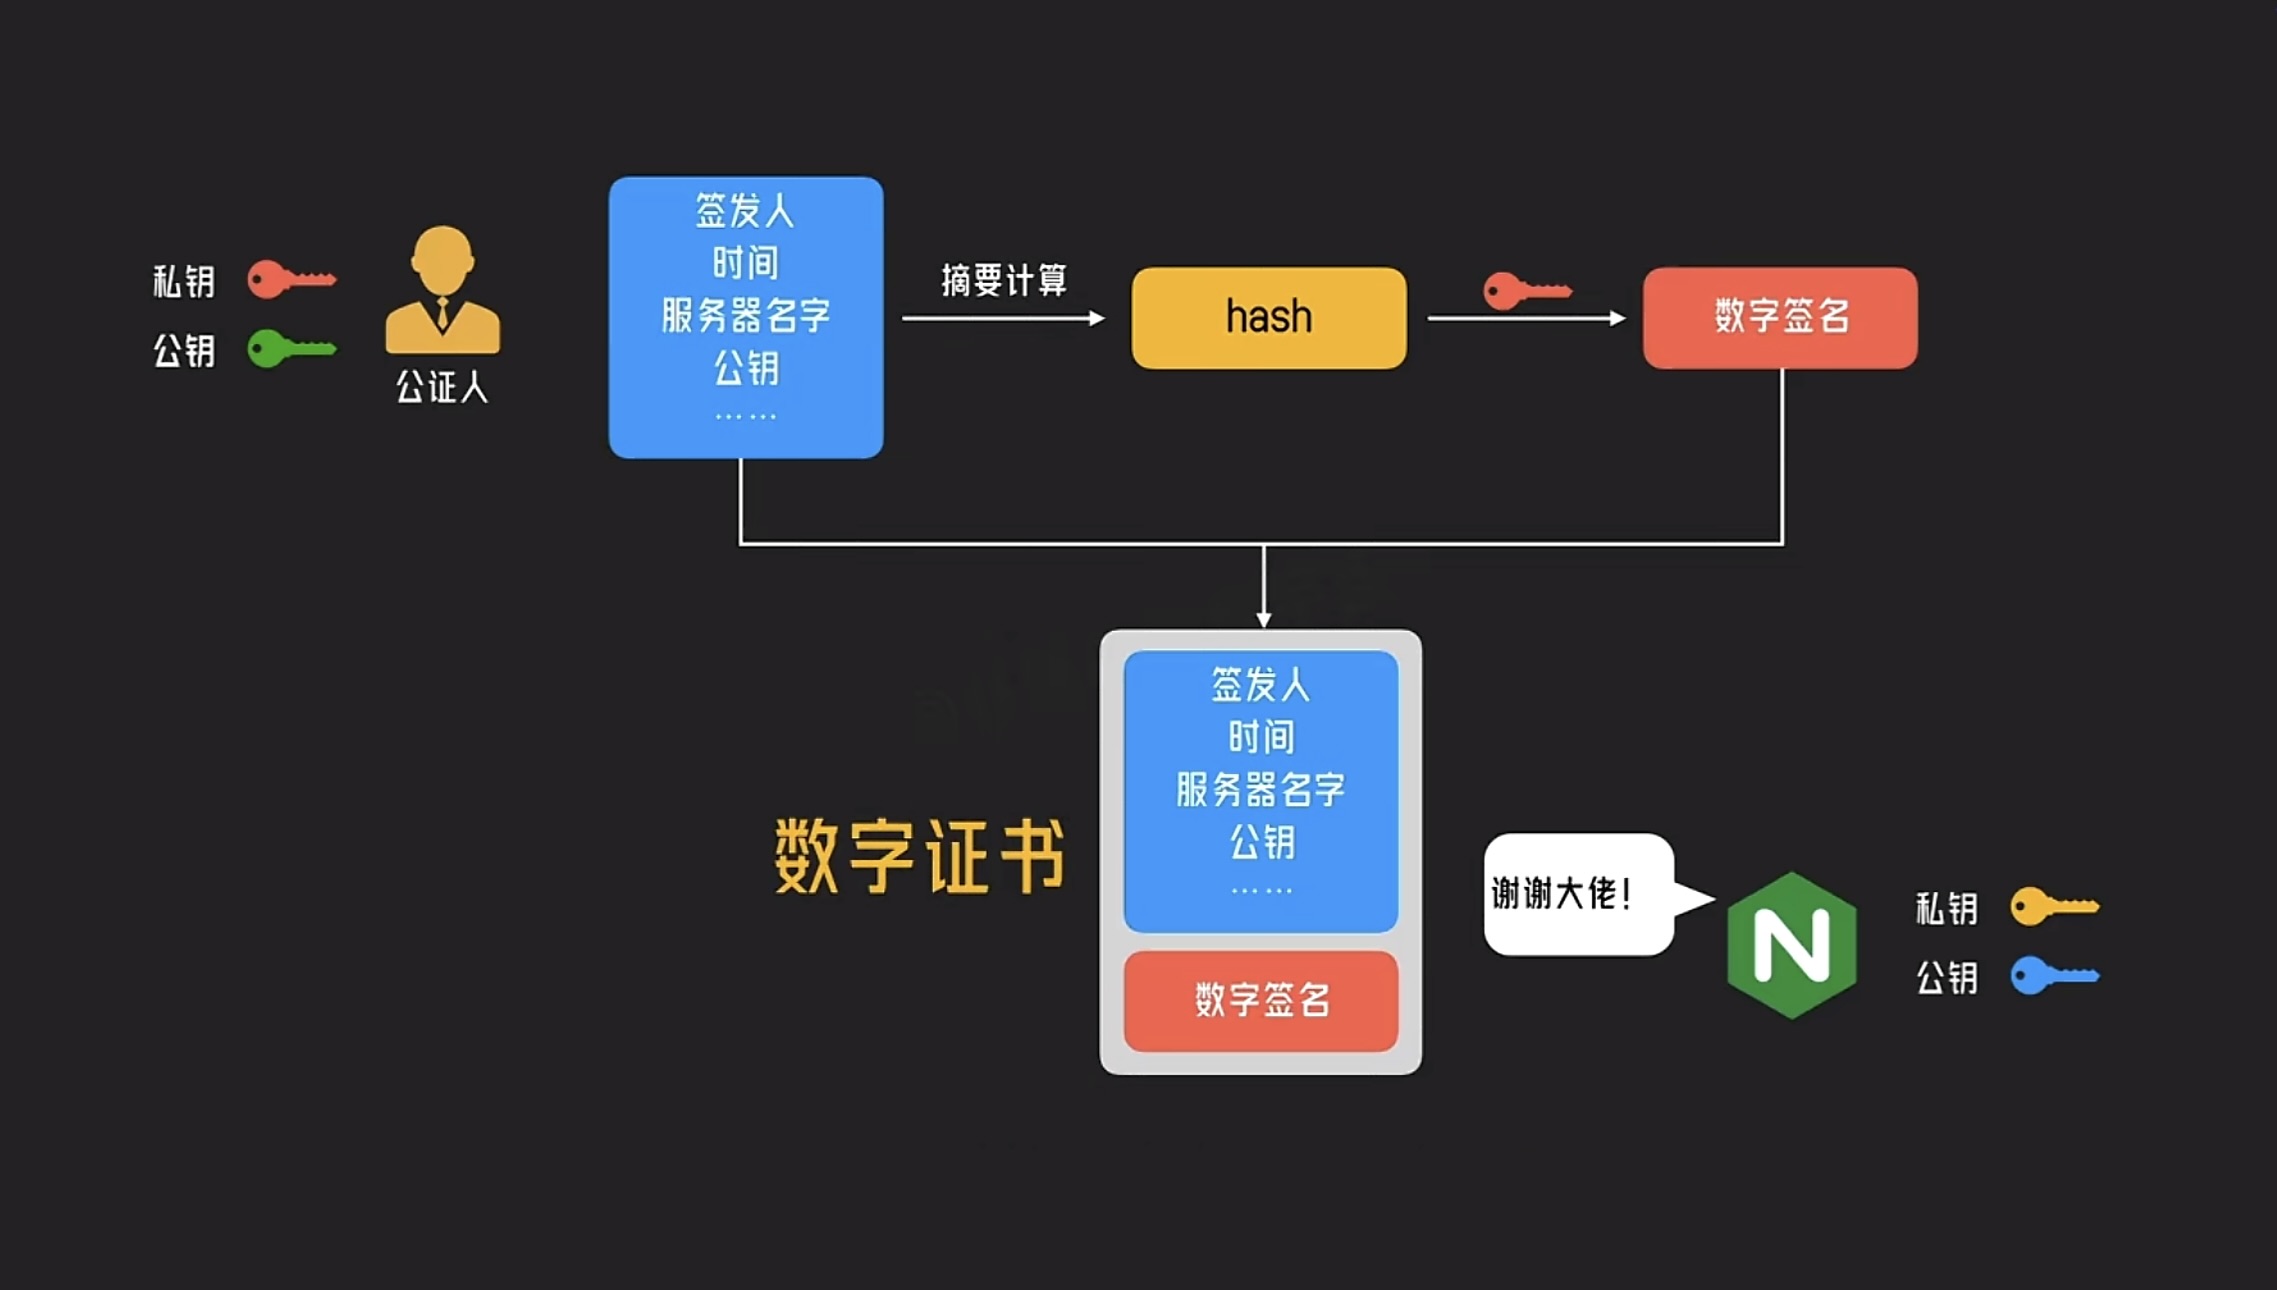 私钥
公钥
公证人
签发人
时间
服务器名字
公钥
……
摘要计算
hash
数字签名
数字证书
签发人
时间
服务器名字
公钥
……
数字签名
谢谢大佬！
N
私钥
公钥